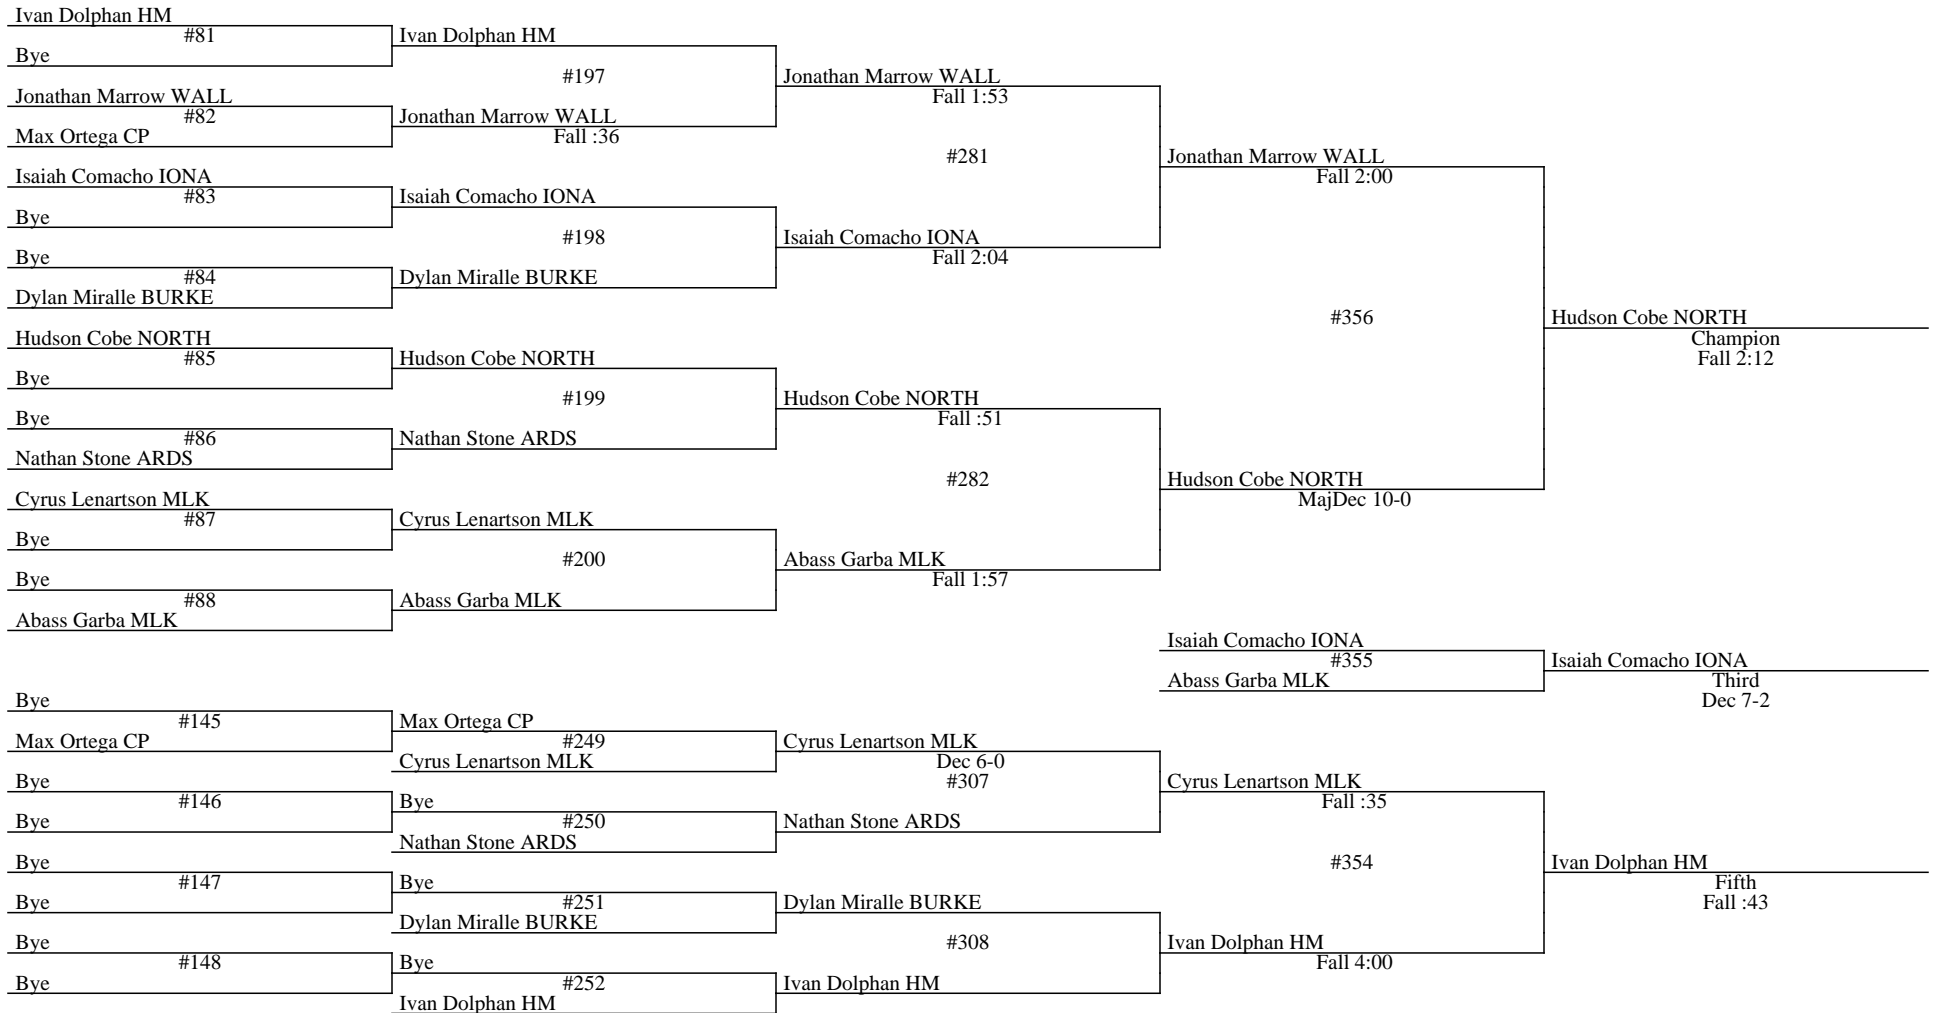 Ivan Dolphan HM
#81
Bye
Ivan Dolphan HM
#197
Jonathan Marrow WALL
#82
Max Ortega CP
Jonathan Marrow WALL
Fall :36
Jonathan Marrow WALL
Fall 1:53
#281
Isaiah Comacho IONA
#83
Bye
Isaiah Comacho IONA
#198
Bye
#84
Dylan Miralle BURKE
Dylan Miralle BURKE
Isaiah Comacho IONA
Fall 2:04
Jonathan Marrow WALL
Fall 2:00
#356
Hudson Cobe NORTH
#85
Bye
Hudson Cobe NORTH
#199
Bye
#86
Nathan Stone ARDS
Nathan Stone ARDS
Hudson Cobe NORTH
Fall :51
#282
Cyrus Lenartson MLK
#87
Bye
Cyrus Lenartson MLK
#200
Bye
#88
Abass Garba MLK
Abass Garba MLK
Abass Garba MLK
Fall 1:57
Hudson Cobe NORTH
MajDec 10-0
Hudson Cobe NORTH
Champion
Fall 2:12
Isaiah Comacho IONA
#355
Abass Garba MLK
Isaiah Comacho IONA
Third
Dec 7-2
Bye
#145
Max Ortega CP
Max Ortega CP
#249
Cyrus Lenartson MLK
Cyrus Lenartson MLK
Dec 6-0
#307
Bye
#146
Bye
Bye
#250
Nathan Stone ARDS
Nathan Stone ARDS
Cyrus Lenartson MLK
Fall :35
#354
Bye
#147
Bye
Bye
#251
Dylan Miralle BURKE
Dylan Miralle BURKE
#308
Bye
#148
Bye
Bye
#252
Ivan Dolphan HM
Ivan Dolphan HM
Ivan Dolphan HM
Fall 4:00
Ivan Dolphan HM
Fifth
Fall :43